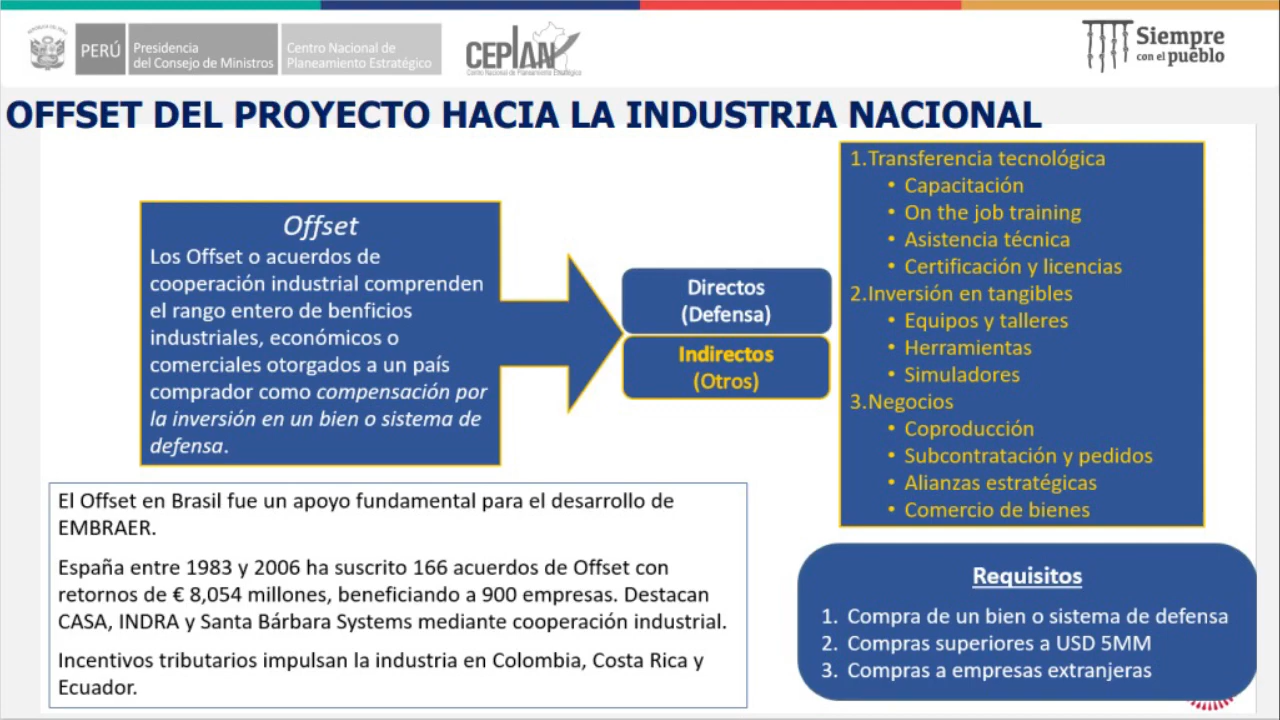 PERÚ
Presidencia
del Consejo de Ministros
Centro Nacional de
Planeamiento Estratégico
CEPLAN
Centro Nacional de Planeamiento Estratégico
Siempre
con el pueblo
OFFSET DEL PROYECTO HACIA LA INDUSTRIA NACIONAL
Offset
Los Offset o acuerdos de
cooperación industrial comprenden
el rango entero de benficios
industriales, económicos o
comerciales otorgados a un país
comprador como compensación por
la inversión en un bien o sistema de
defensa.
Directos
(Defensa)
Indirectos
(Otros)
1.Transferencia tecnológica
• Capacitación
• On the job training
• Asistencia técnica
• Certificación y licencias
2.Inversión en tangibles
• Equipos y talleres
• Herramientas
• Simuladores
3.Negocios
• Coproducción
• Subcontratación y pedidos
• Alianzas estratégicas
• Comercio de bienes
El Offset en Brasil fue un apoyo fundamental para el desarrollo de
EMBRAER.
España entre 1983 y 2006 ha suscrito 166 acuerdos de Offset con
retornos de € 8,054 millones, beneficiando a 900 empresas. Destacan
CASA, INDRA y Santa Bárbara Systems mediante cooperación industrial.
Incentivos tributarios impulsan la industria en Colombia, Costa Rica y
Ecuador.
Requisitos
1. Compra de un bien o sistema de defensa
2. Compras superiores a USD 5MM
3. Compras a empresas extranjeras